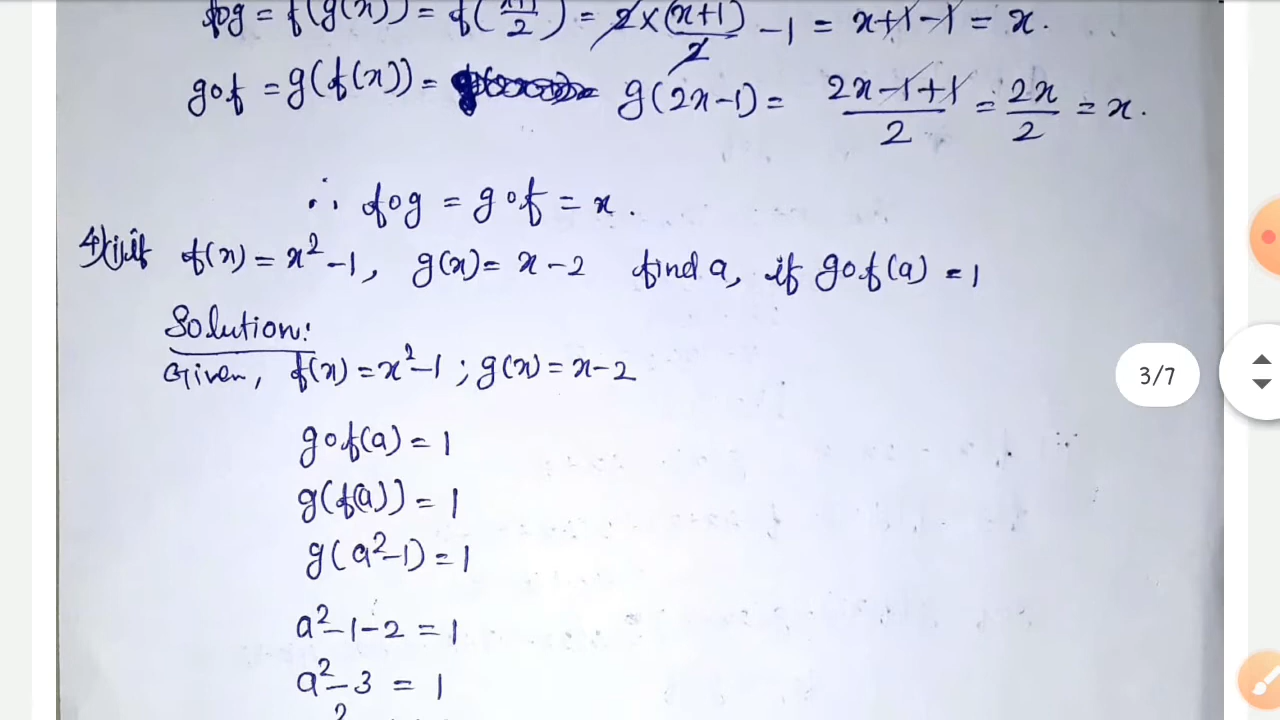 fog = f(g(x)) = f(x+1/2) = 2×(x+1)/2 -1 = x+1-1 = x.
gof = g(f(x)) = g(2x-1) = 2x-1+1/2 = 2x/2 = x.
∴ fog = gof = x.
4)(i) if f(x) = x²-1, g(x) = x-2 find a, if gof(a) = 1
Solution:
Given, f(x) = x²-1 ; g(x) = x-2
3/7
gof(a) = 1
g(f(a)) = 1
g(a²-1) = 1
a²-1-2 = 1
a²-3 = 1